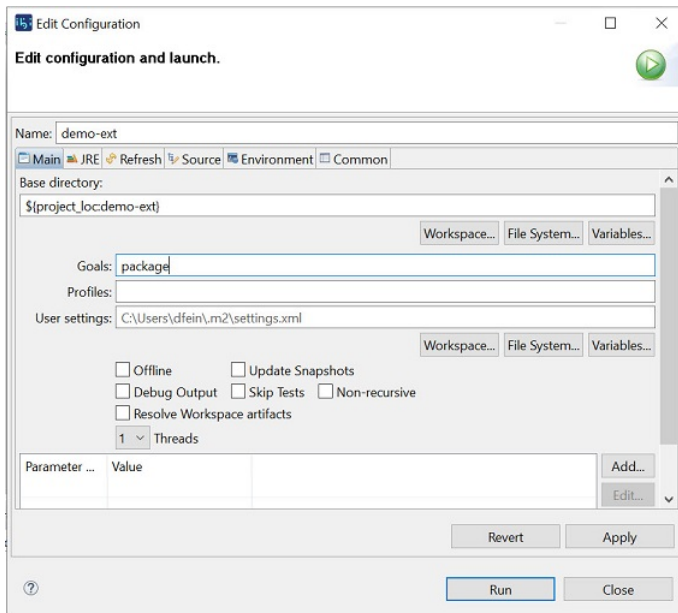 Edit Configuration
Edit configuration and launch.
Name: demo-ext
Main JRE Refresh Source Environment Common
Base directory:
${project_loc:demo-ext}
Workspace... File System... Variables...
Goals: package
Profiles:
User settings: C:\Users\dfein\.m2\settings.xml
Workspace... File System... Variables...
Offline Update Snapshots
Debug Output Skip Tests Non-recursive
Resolve Workspace artifacts
1 Threads
Parameter ... Value Add...
Edit...
Revert Apply
? Run Close